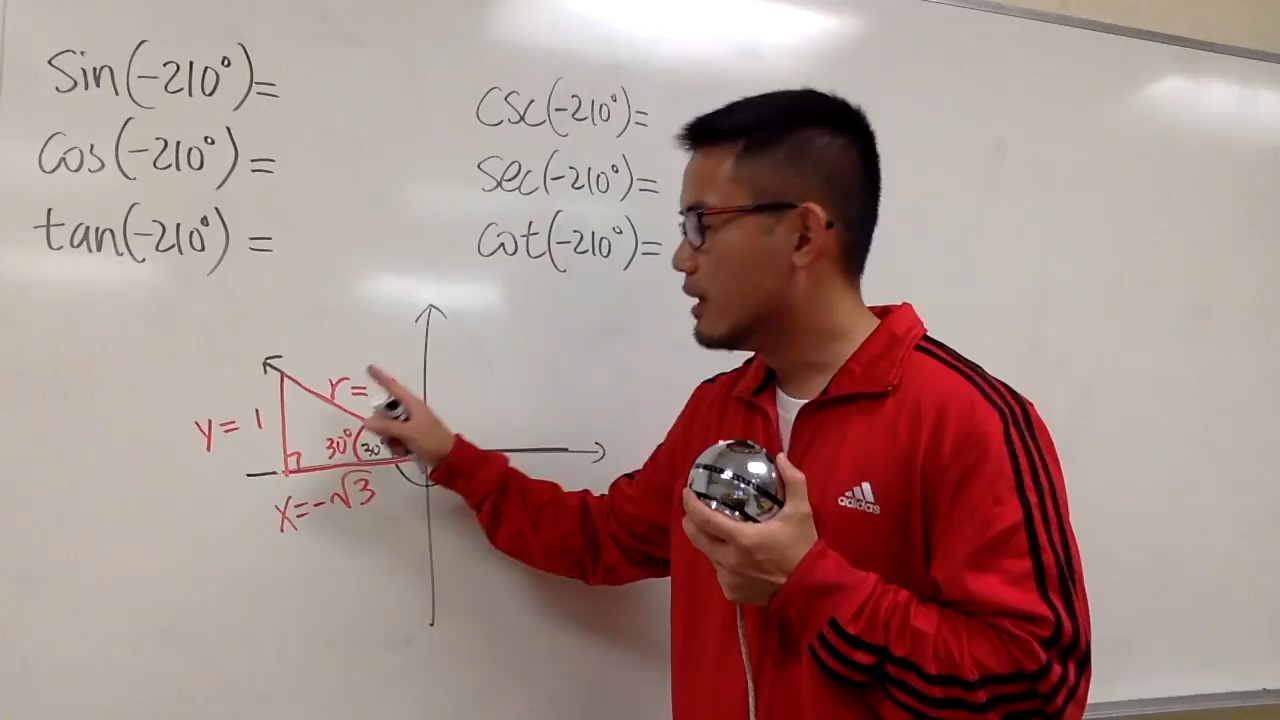 Sin(-210°)=
Cos(-210°)=
tan(-210°)=
CSC(-210°)=
Sec(-210°)=
Cot(-210°)=
r=
y=1
30°
30°
x=-√3
adidas